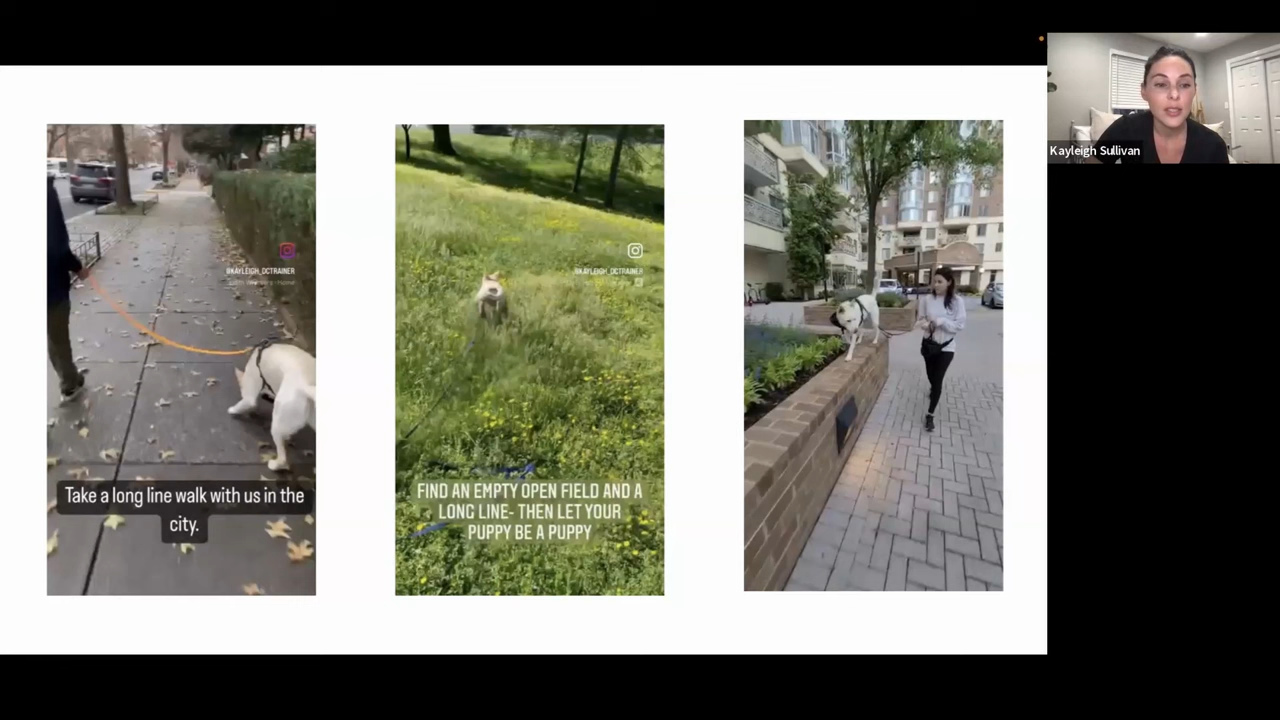 Kayleigh Sullivan
@KAYLEIGH_DCTRAINER
Take a long line walk with us in the
city.
@KAYLEIGH_DCTRAINER
FIND AN EMPTY OPEN FIELD AND A
LONG LINE- THEN LET YOUR
PUPPY BE A PUPPY